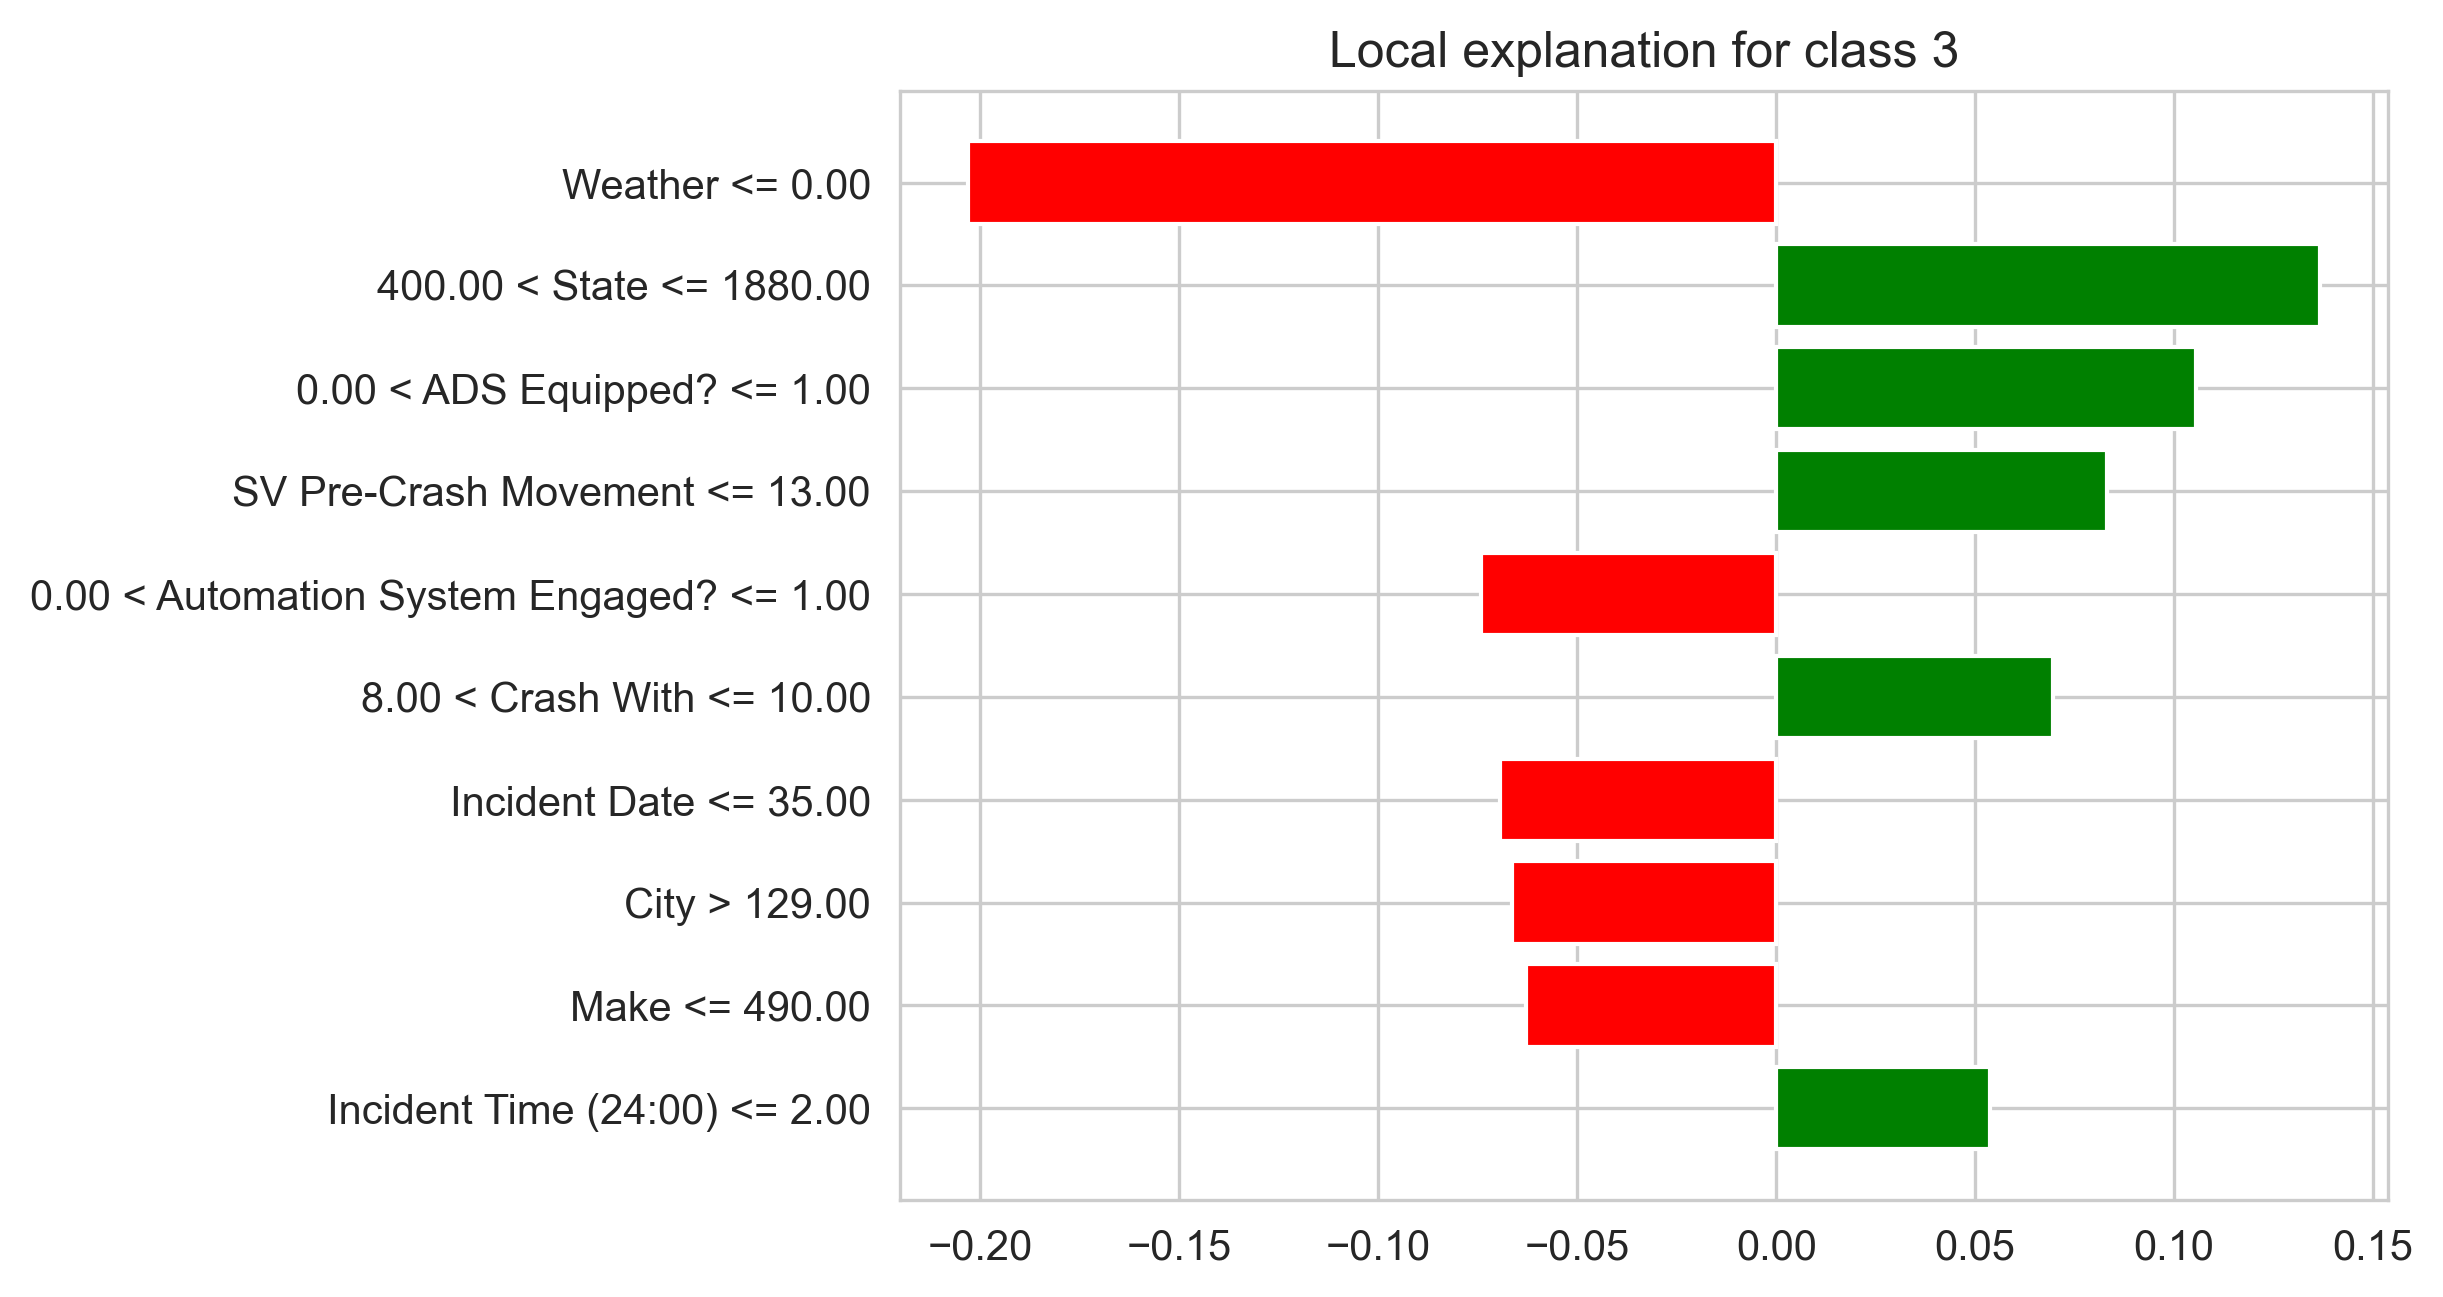 Local explanation for class 3
Weather <= 0.00
400.00 < State <= 1880.00
0.00 < ADS Equipped? <= 1.00
SV Pre-Crash Movement <= 13.00
0.00 < Automation System Engaged? <= 1.00
8.00 < Crash With <= 10.00
Incident Date <= 35.00
City > 129.00
Make <= 490.00
Incident Time (24:00) <= 2.00
−0.20 −0.15 −0.10 −0.05 0.00 0.05 0.10 0.15